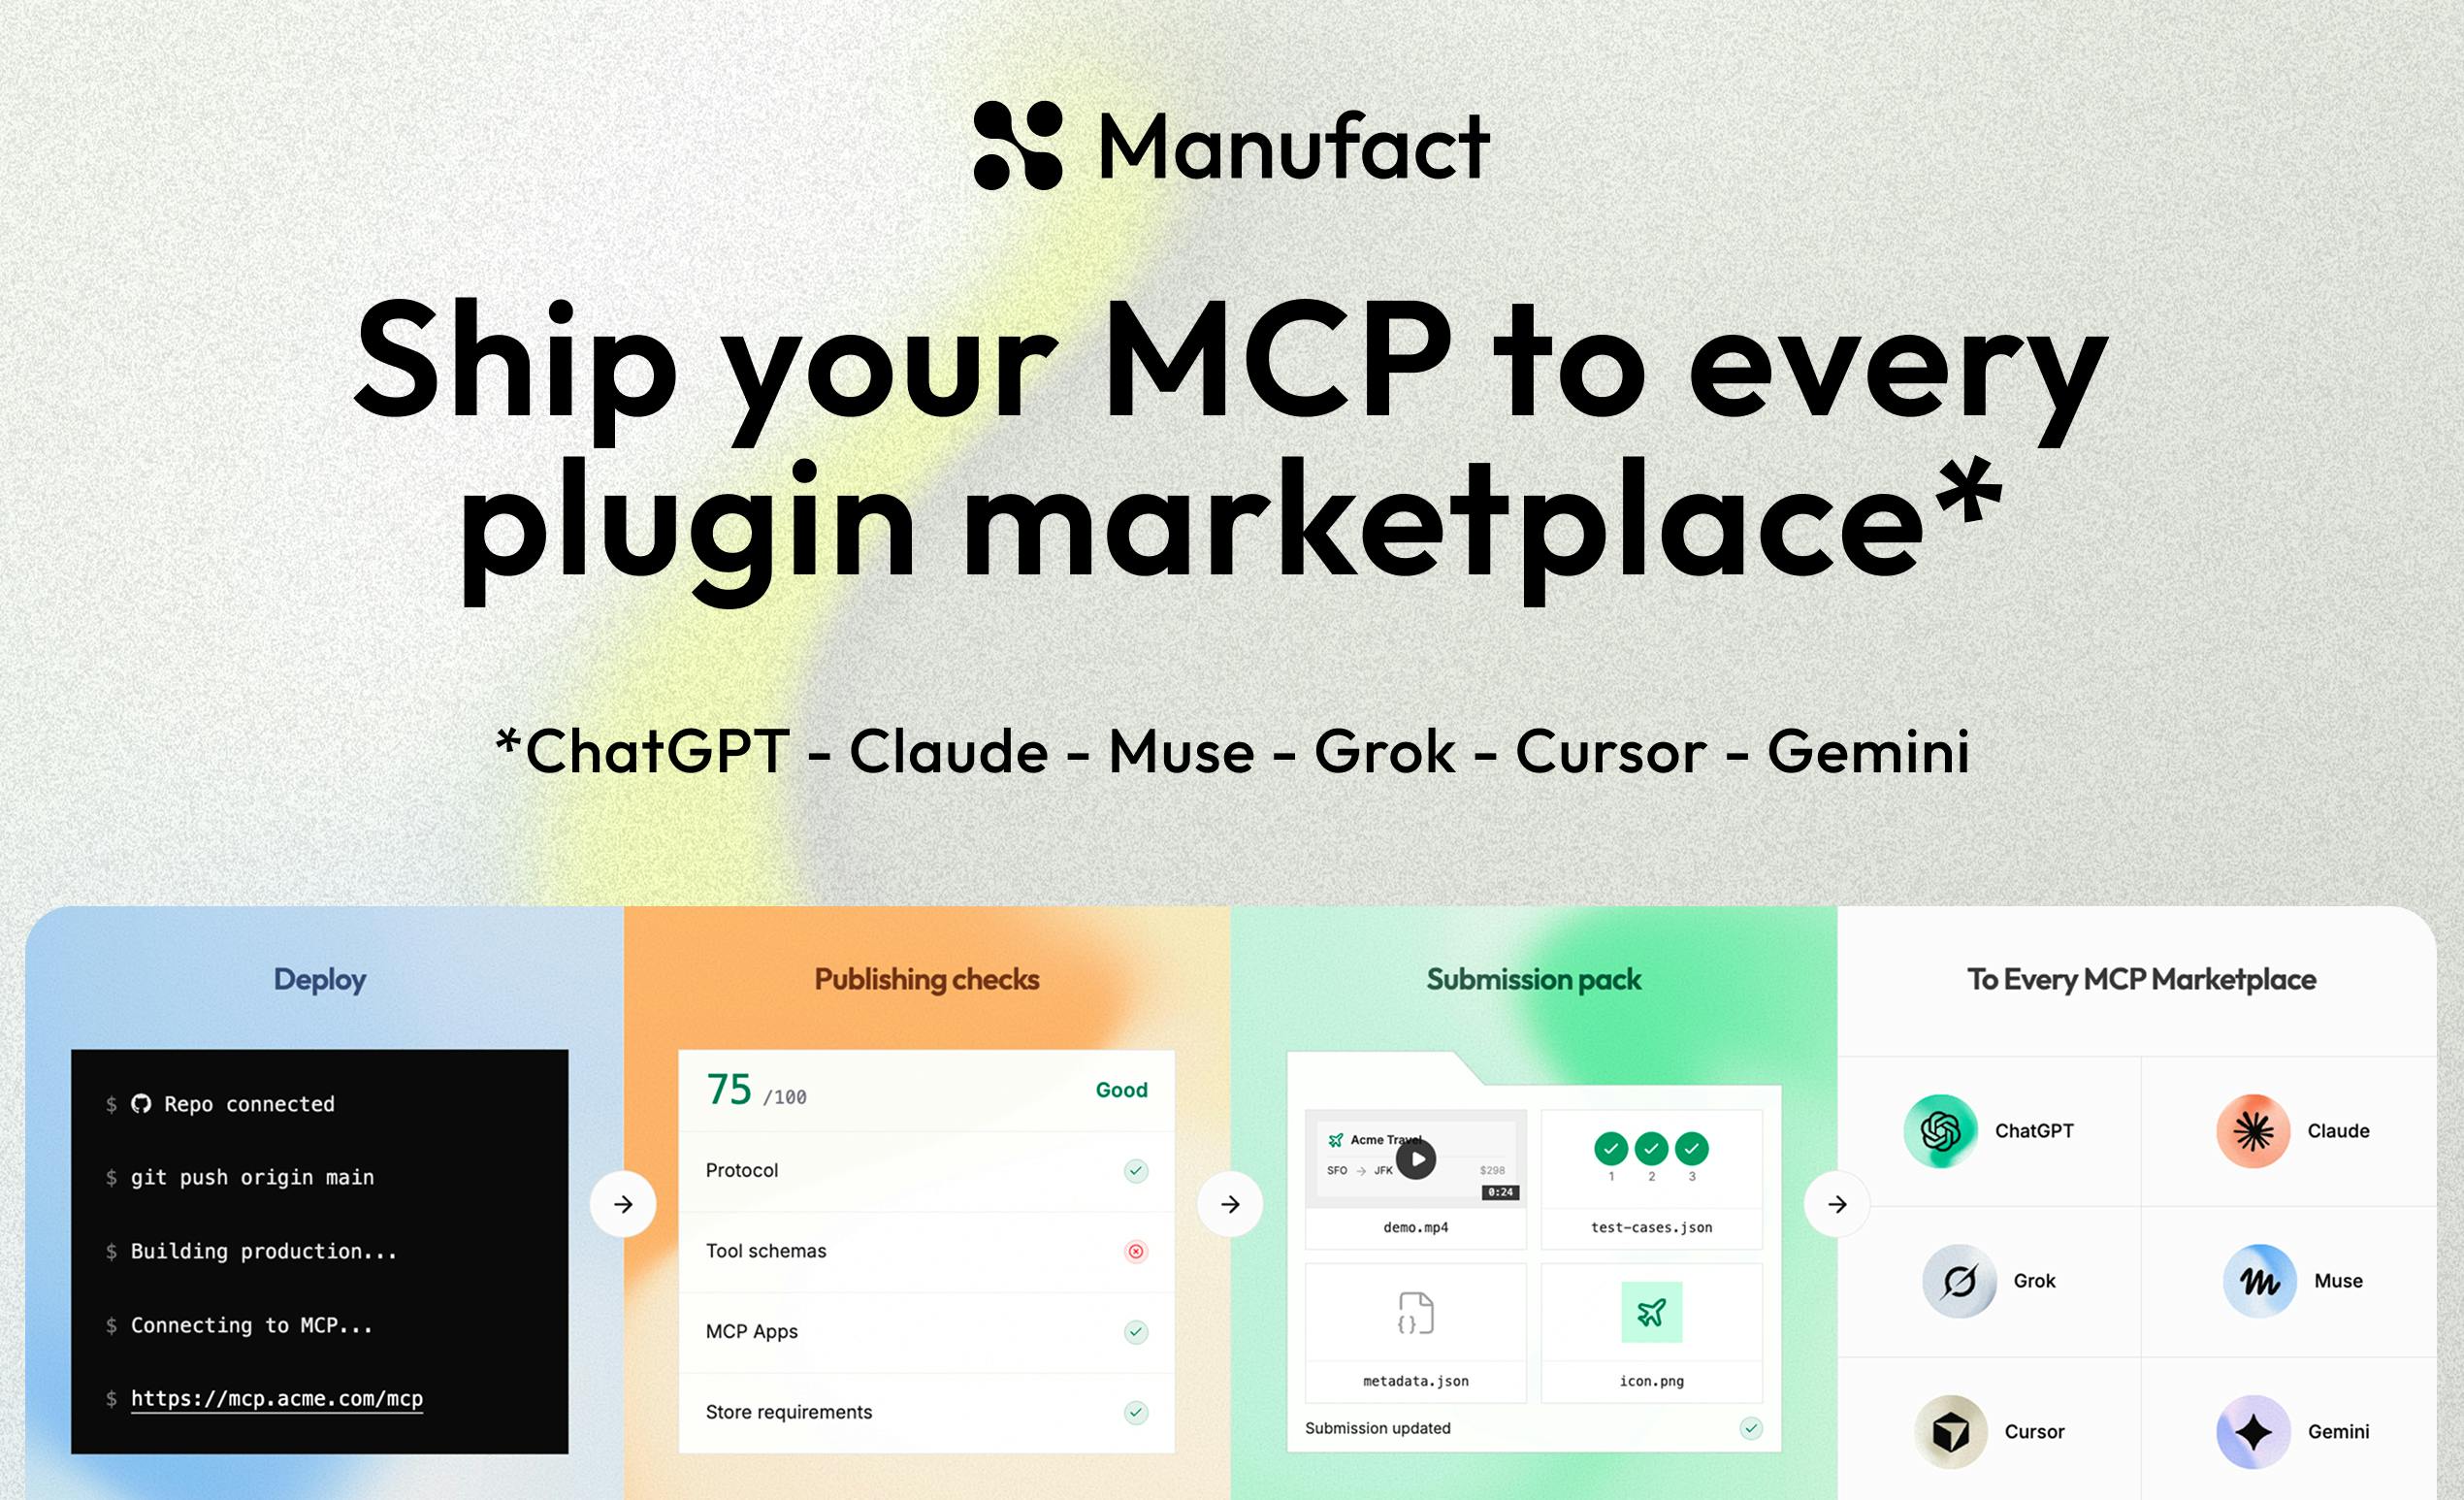 Manufact
Ship your MCP to every
plugin marketplace*
*ChatGPT - Claude - Muse - Grok - Cursor - Gemini
Deploy
$ Repo connected
$ git push origin main
$ Building production...
$ Connecting to MCP...
$ https://mcp.acme.com/mcp
Publishing checks
75 /100
Good
Protocol
Tool schemas
MCP Apps
Store requirements
Submission pack
Acme Travel
SFO → JFK
$298
0:24
demo.mp4
1 2 3
test-cases.json
{}
metadata.json
icon.png
Submission updated
To Every MCP Marketplace
ChatGPT
Claude
Grok
Muse
Cursor
Gemini